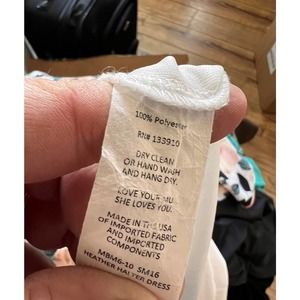 100% Polyester
RN# 133910
DRY CLEAN
OR HAND WASH
AND HANG DRY.
LOVE YOUR MU
SHE LOVES YOU.
MADE IN THE USA
OF IMPORTED FABRIC
AND IMPORTED
COMPONENTS
MBM6-10 SM16
HEATHER HALTER DRESS